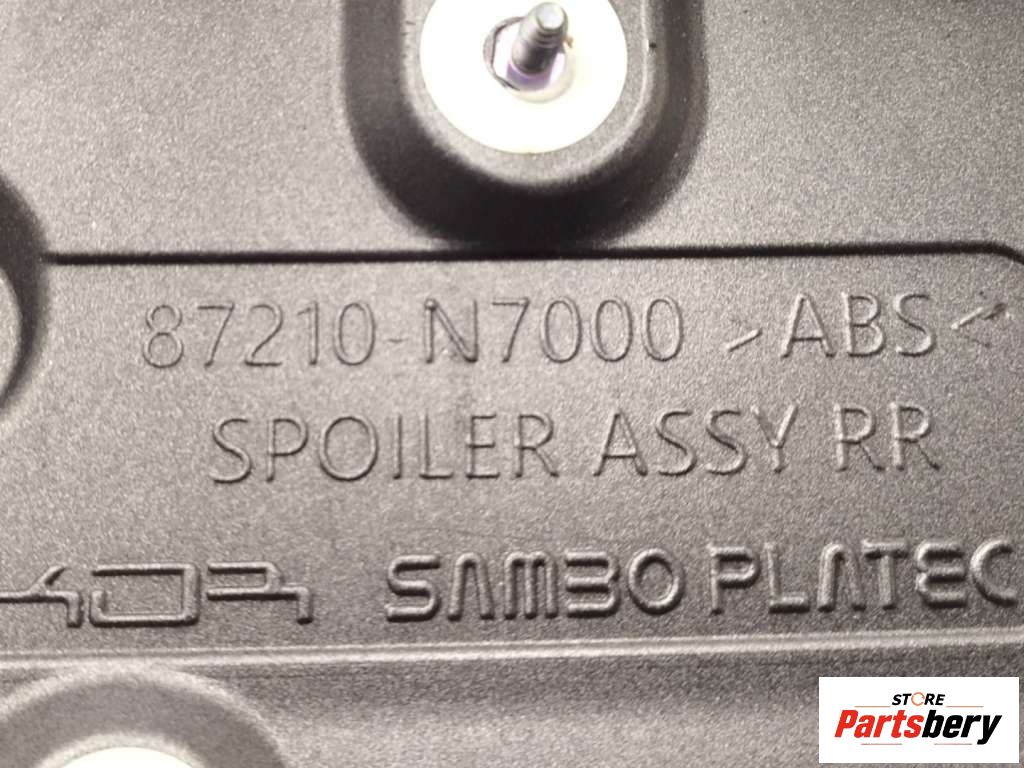 87210-N7000 >ABS<
SPOILER ASSY RR
SAMBO PLATEC
STORE
Partsbery